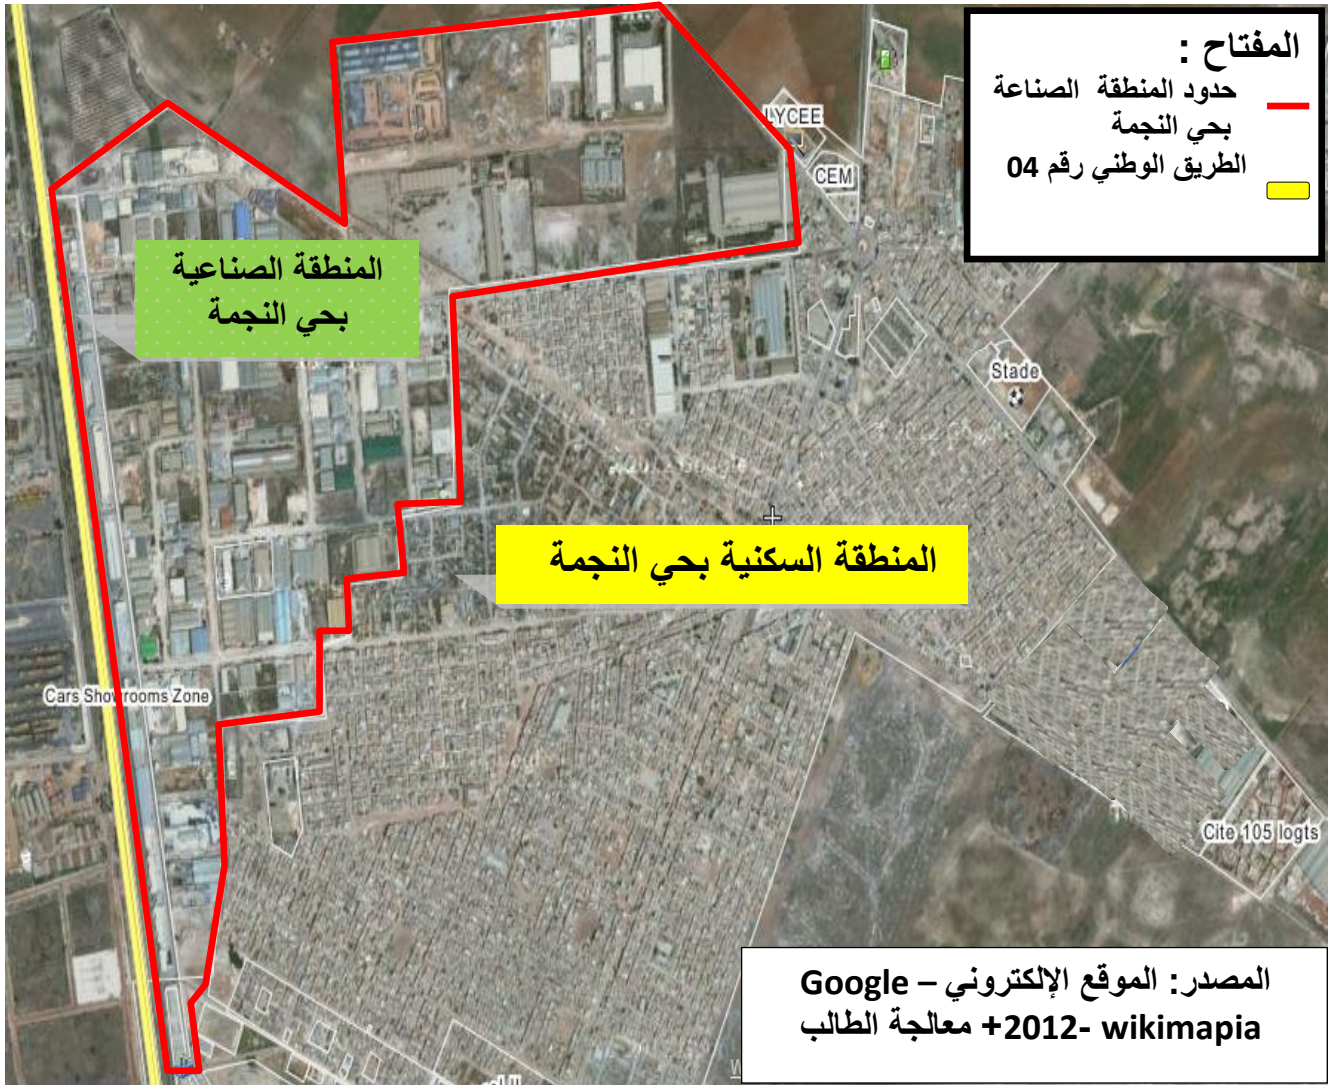 المفتاح :
حدود المنطقة الصناعة
بحي النجمة
الطريق الوطني رقم 04
LYCEE
CEM
المنطقة الصناعية
بحي النجمة
Stade
المنطقة السكنية بحي النجمة
Cars Showrooms Zone
Cite 105 logts
المصدر: الموقع الإلكتروني – Google
wikimapia -2012+ معالجة الطالب